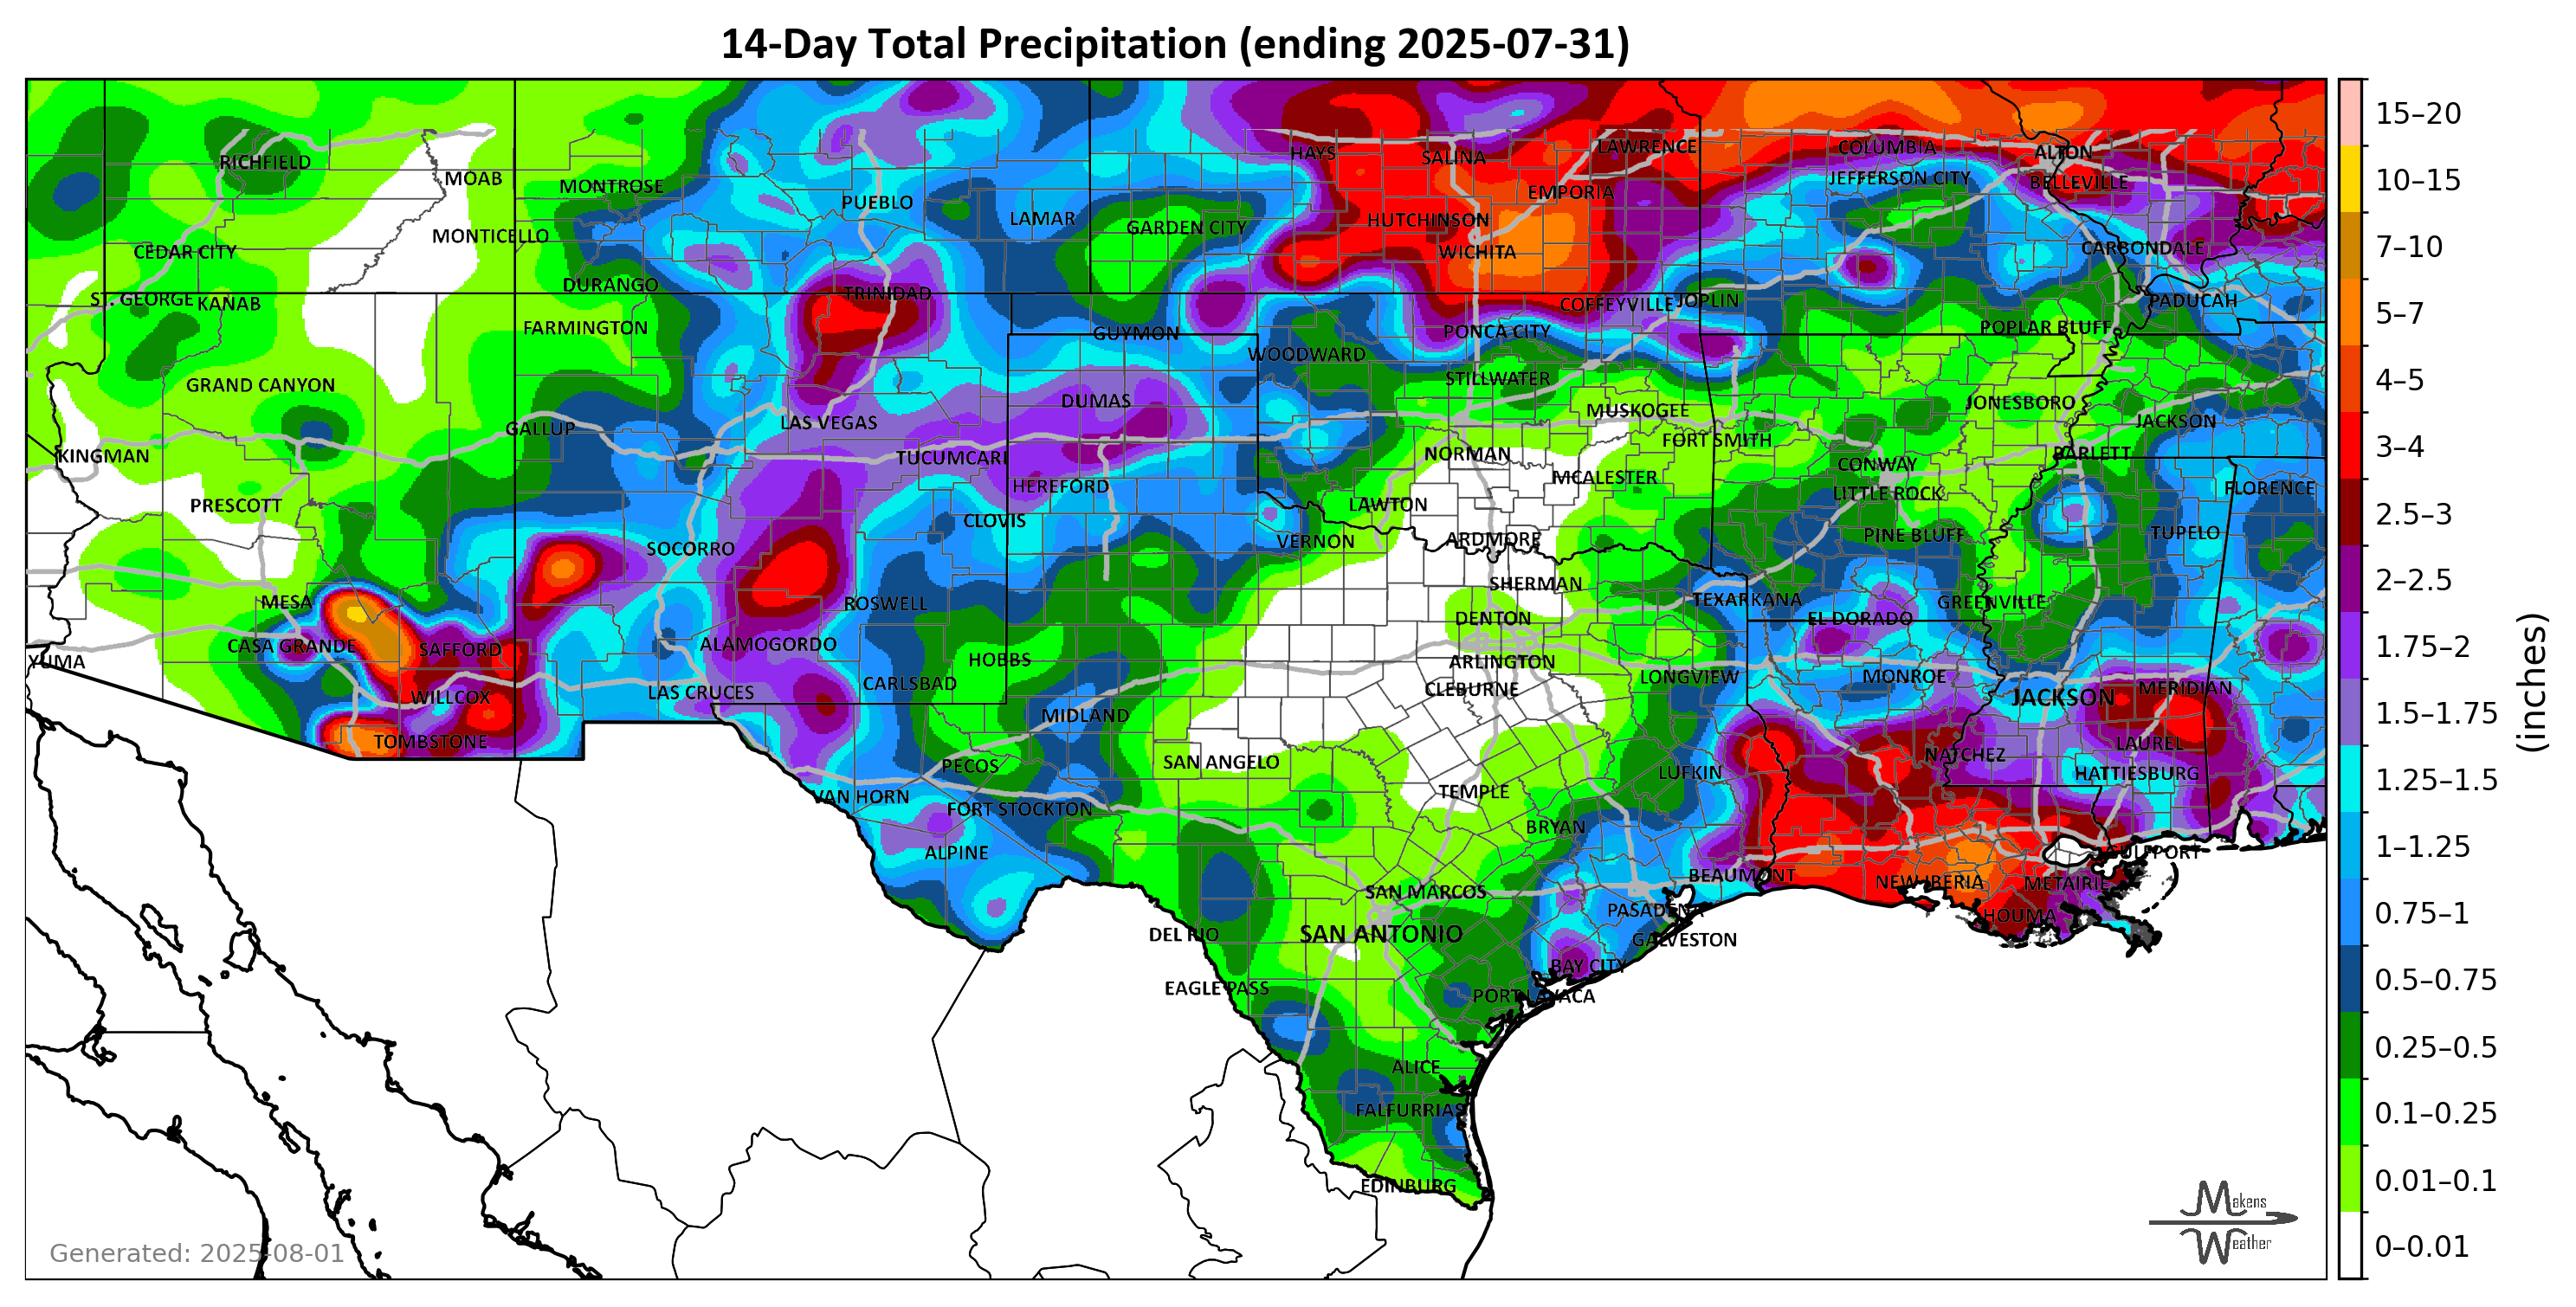 14-Day Total Precipitation (ending 2025-07-31)
HAYS
SALINA
LAWRENCE
COLUMBIA
ALTON
RICHFIELD
MOAB
MONTROSE
EMPORIA
JEFFERSON CITY
BELLEVILLE
PUEBLO
LAMAR
GARDEN CITY
HUTCHINSON
MONTICELLO
CEDAR CITY
WICHITA
CARBONDALE
DURANGO
TRINIDAD
ST. GEORGE
KANAB
COFFEYVILLE
JOPLIN
PADUCAH
FARMINGTON
GUYMON
PONCA CITY
POPLAR BLUFF
WOODWARD
GRAND CANYON
STILLWATER
DUMAS
MUSKOGEE
JONESBORO
GALLUP
LAS VEGAS
JACKSON
FORT SMITH
KINGMAN
TUCUMCARI
NORMAN
BARLETT
CONWAY
HEREFORD
MCALESTER
LITTLE ROCK
FLORENCE
PRESCOTT
LAWTON
CLOVIS
VERNON
ARDMORE
PINE BLUFF
TUPELO
SOCORRO
SHERMAN
MESA
ROSWELL
DENTON
TEXARKANA
EL DORADO
GREENVILLE
CASA GRANDE
SAFFORD
ALAMOGORDO
HOBBS
ARLINGTON
YUMA
WILLCOX
LAS CRUCES
CARLSBAD
CLEBURNE
LONGVIEW
MONROE
JACKSON
MERIDIAN
MIDLAND
TOMBSTONE
PECOS
SAN ANGELO
LUFKIN
NATCHEZ
LAUREL
HATTIESBURG
VAN HORN
FORT STOCKTON
TEMPLE
BRYAN
ALPINE
GULFPORT
SAN MARCOS
BEAUMONT
NEW IBERIA
METAIRIE
PASADENA
HOUMA
DEL RIO
SAN ANTONIO
GALVESTON
BAY CITY
EAGLE PASS
PORT LAVACA
ALICE
FALFURRIAS
EDINBURG
15–20
10–15
7–10
5–7
4–5
3–4
2.5–3
2–2.5
1.75–2
1.5–1.75
1.25–1.5
1–1.25
0.75–1
0.5–0.75
0.25–0.5
0.1–0.25
0.01–0.1
0–0.01
(inches)
Generated: 2025-08-01
Makens
Weather